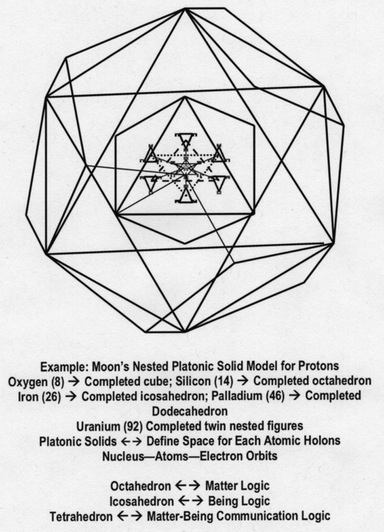 Example: Moon's Nested Platonic Solid Model for Protons
Oxygen (8) → Completed cube; Silicon (14) → Completed octahedron
Iron (26) → Completed icosahedron; Palladium (46) → Completed
Dodecahedron
Uranium (92) Completed twin nested figures
Platonic Solids ←→ Define Space for Each Atomic Holons
Nucleus—Atoms—Electron Orbits
Octahedron ←→ Matter Logic
Icosahedron ←→ Being Logic
Tetrahedron ←→ Matter-Being Communication Logic